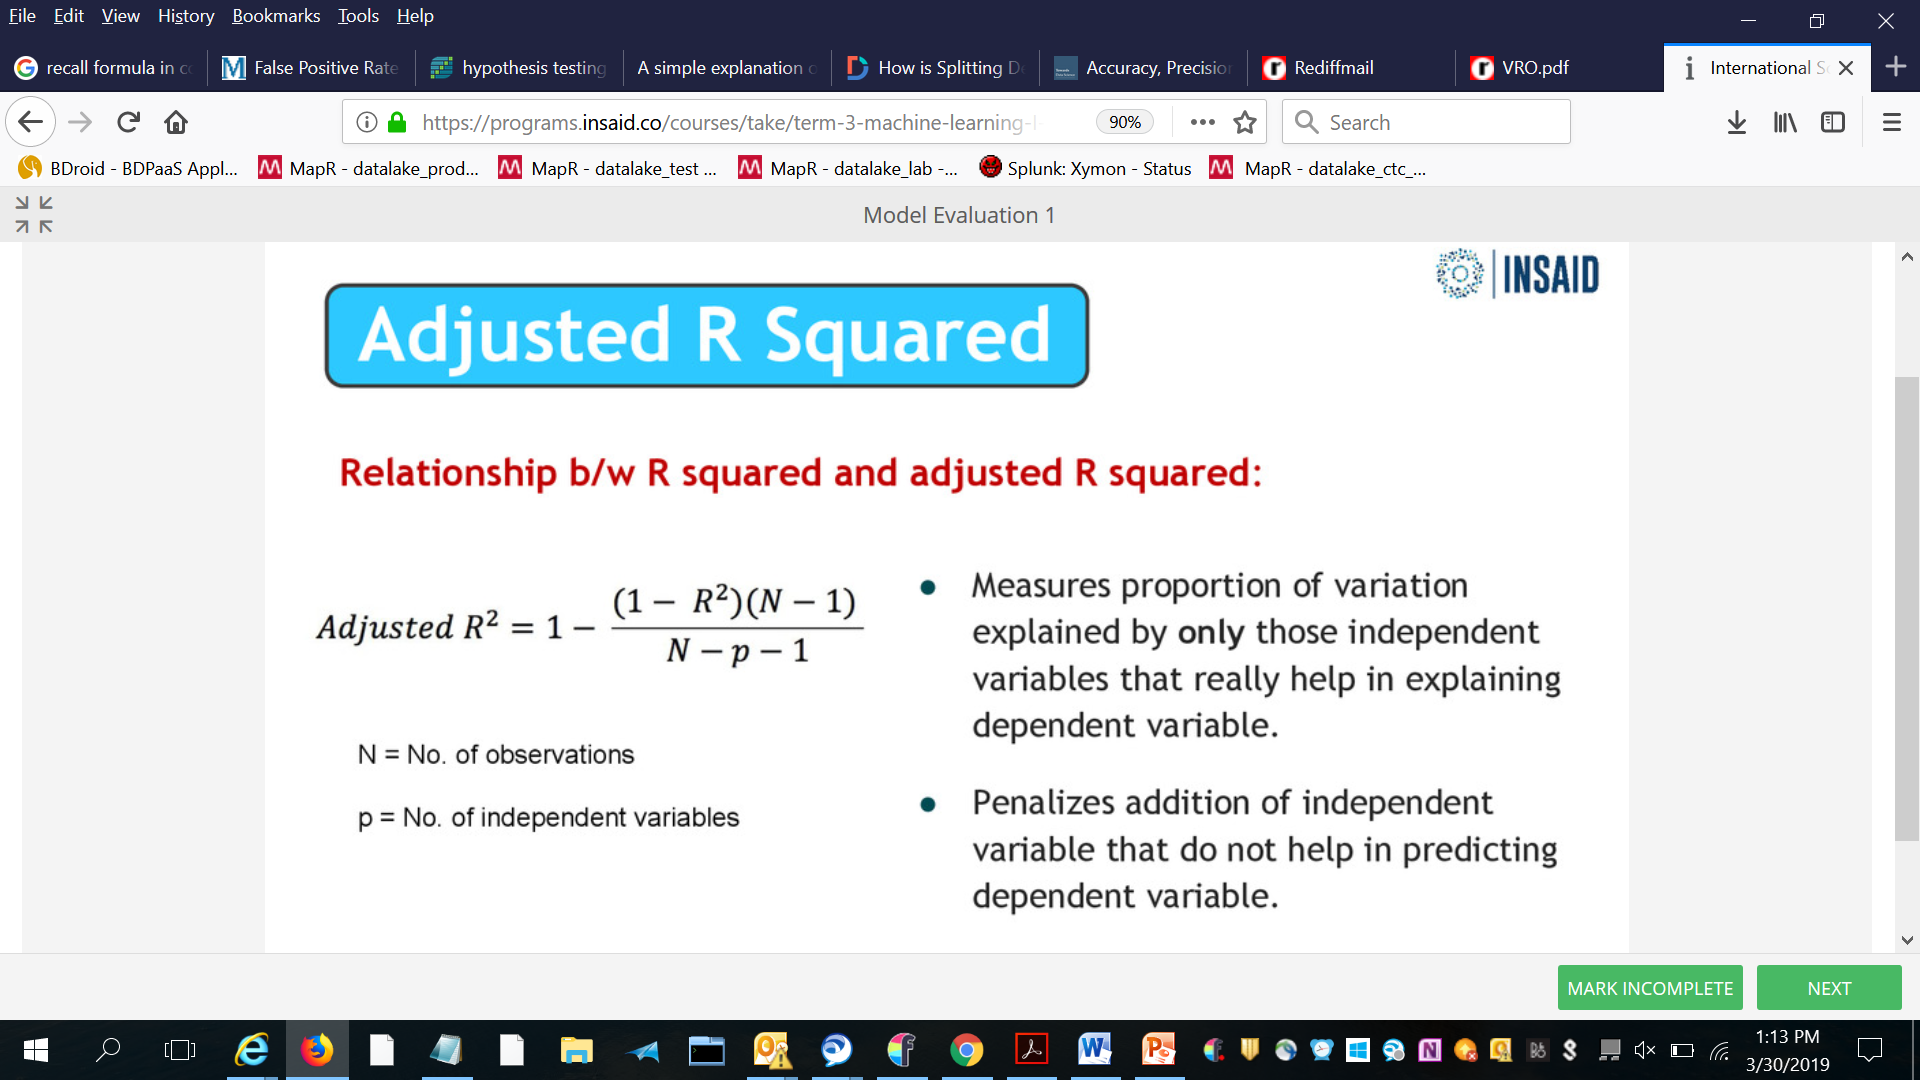 File Edit View History Bookmarks Tools Help
recall formula in co
False Positive Rate
hypothesis testing
A simple explanation o
How is Splitting De
Accuracy, Precision
Rediffmail
VRO.pdf
International S
https://programs.insaid.co/courses/take/term-3-machine-learning-l
90%
Search
BDroid - BDPaaS Appl...
MapR - datalake_prod...
MapR - datalake_test ...
MapR - datalake_lab -...
Splunk: Xymon - Status
MapR - datalake_ctc_...
Model Evaluation 1
INSAID
Adjusted R Squared
Relationship b/w R squared and adjusted R squared:
Adjusted R² = 1 − (1 − R²)(N − 1) / N − p − 1
N = No. of observations
p = No. of independent variables
• Measures proportion of variation
explained by only those independent
variables that really help in explaining
dependent variable.
• Penalizes addition of independent
variable that do not help in predicting
dependent variable.
MARK INCOMPLETE
NEXT
1:13 PM
3/30/2019